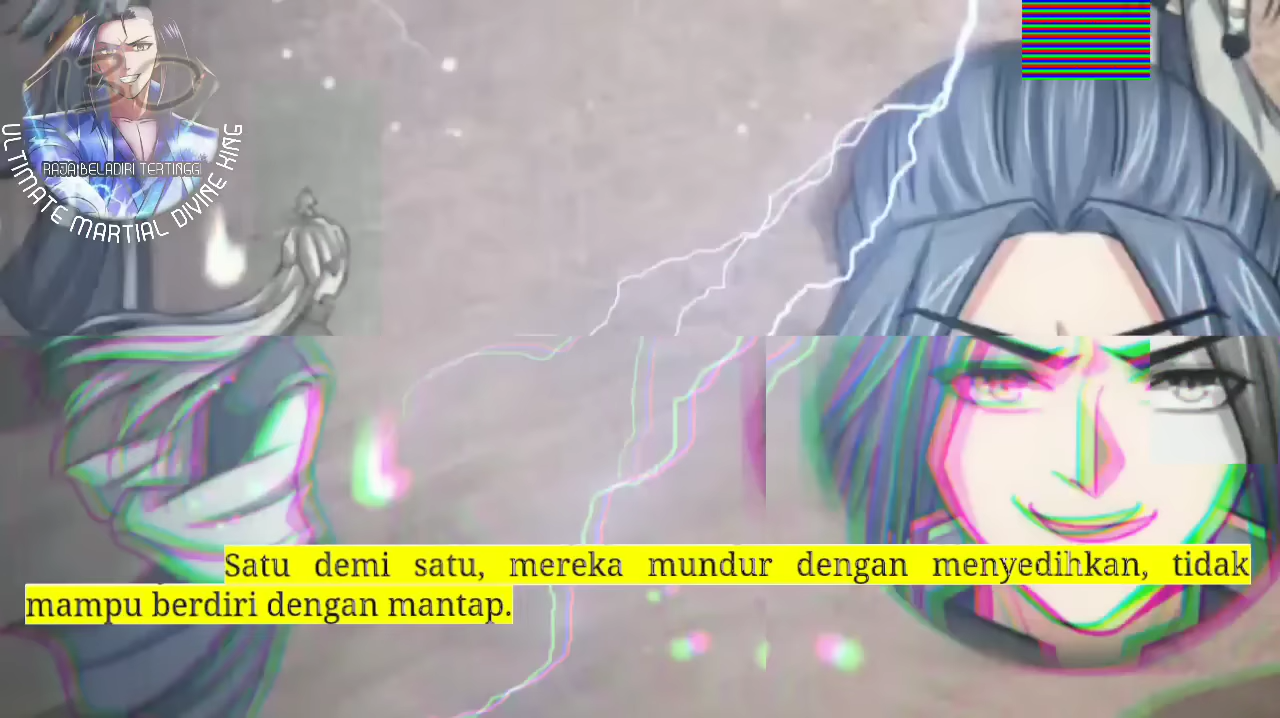 RAJA BELADIRI TERTINGGI
ULTIMATE MARTIAL DIVINE KING
Satu demi satu, mereka mundur dengan menyedihkan, tidak
mampu berdiri dengan mantap.